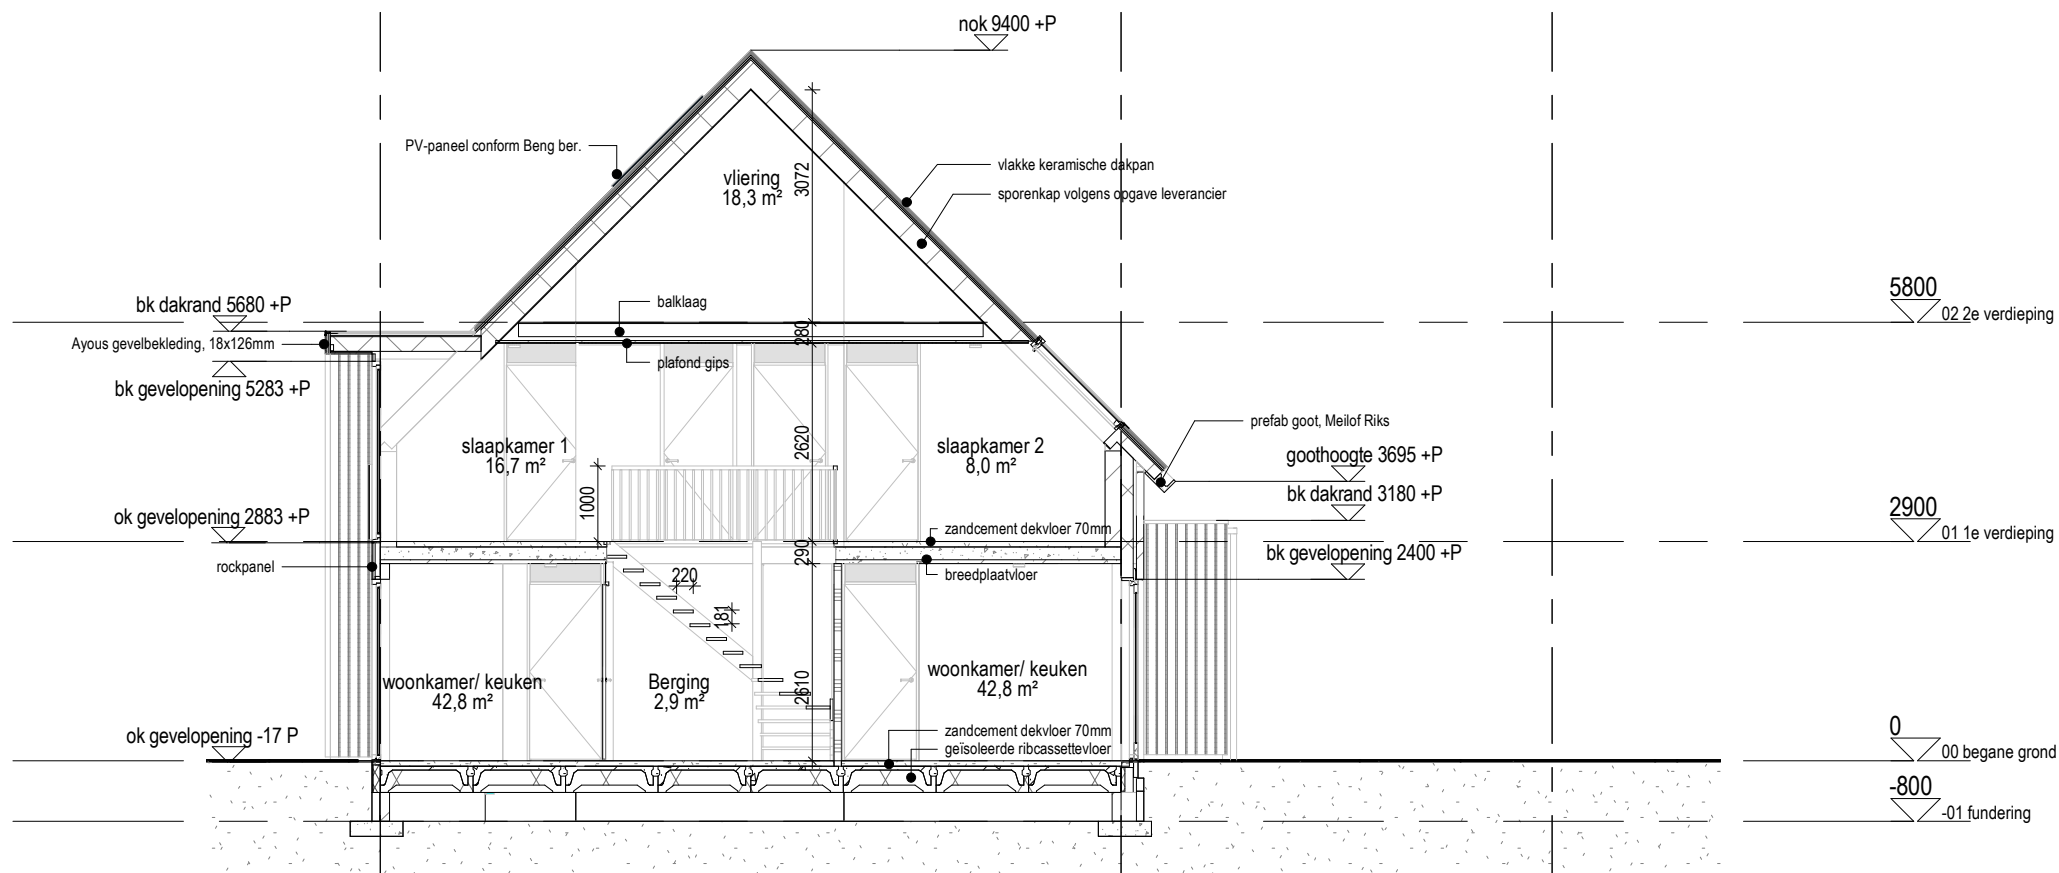 nok 9400 +P
PV-paneel conform Beng ber.
vliering
18,3 m²
3072
vlakke keramische dakpan
sporenkap volgens opgave leverancier
bk dakrand 5680 +P
Ayous gevelbekleding, 18x126mm
bk gevelopening 5283 +P
balklaag
280
plafond gips
5800
02 2e verdieping
slaapkamer 1
16,7 m²
2620
slaapkamer 2
8,0 m²
1000
prefab goot, Meilof Riks
goothoogte 3695 +P
bk dakrand 3180 +P
ok gevelopening 2883 +P
zandcement dekvloer 70mm
290
2900
01 1e verdieping
bk gevelopening 2400 +P
rockpanel
breedplaatvloer
220
181
woonkamer/ keuken
42,8 m²
Berging
2,9 m²
2610
woonkamer/ keuken
42,8 m²
ok gevelopening -17 P
zandcement dekvloer 70mm
geïsoleerde ribcassettevloer
0
00 begane grond
-800
-01 fundering